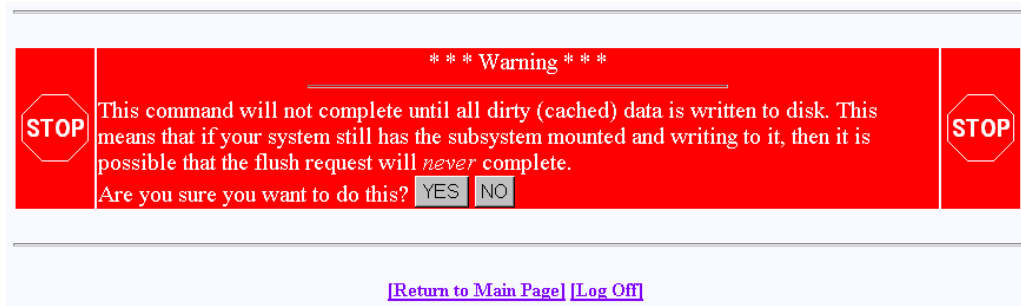 * * * Warning * * *
STOP
This command will not complete until all dirty (cached) data is written to disk. This
means that if your system still has the subsystem mounted and writing to it, then it is
possible that the flush request will never complete.
Are you sure you want to do this? YES NO
STOP
[Return to Main Page] [Log Off]